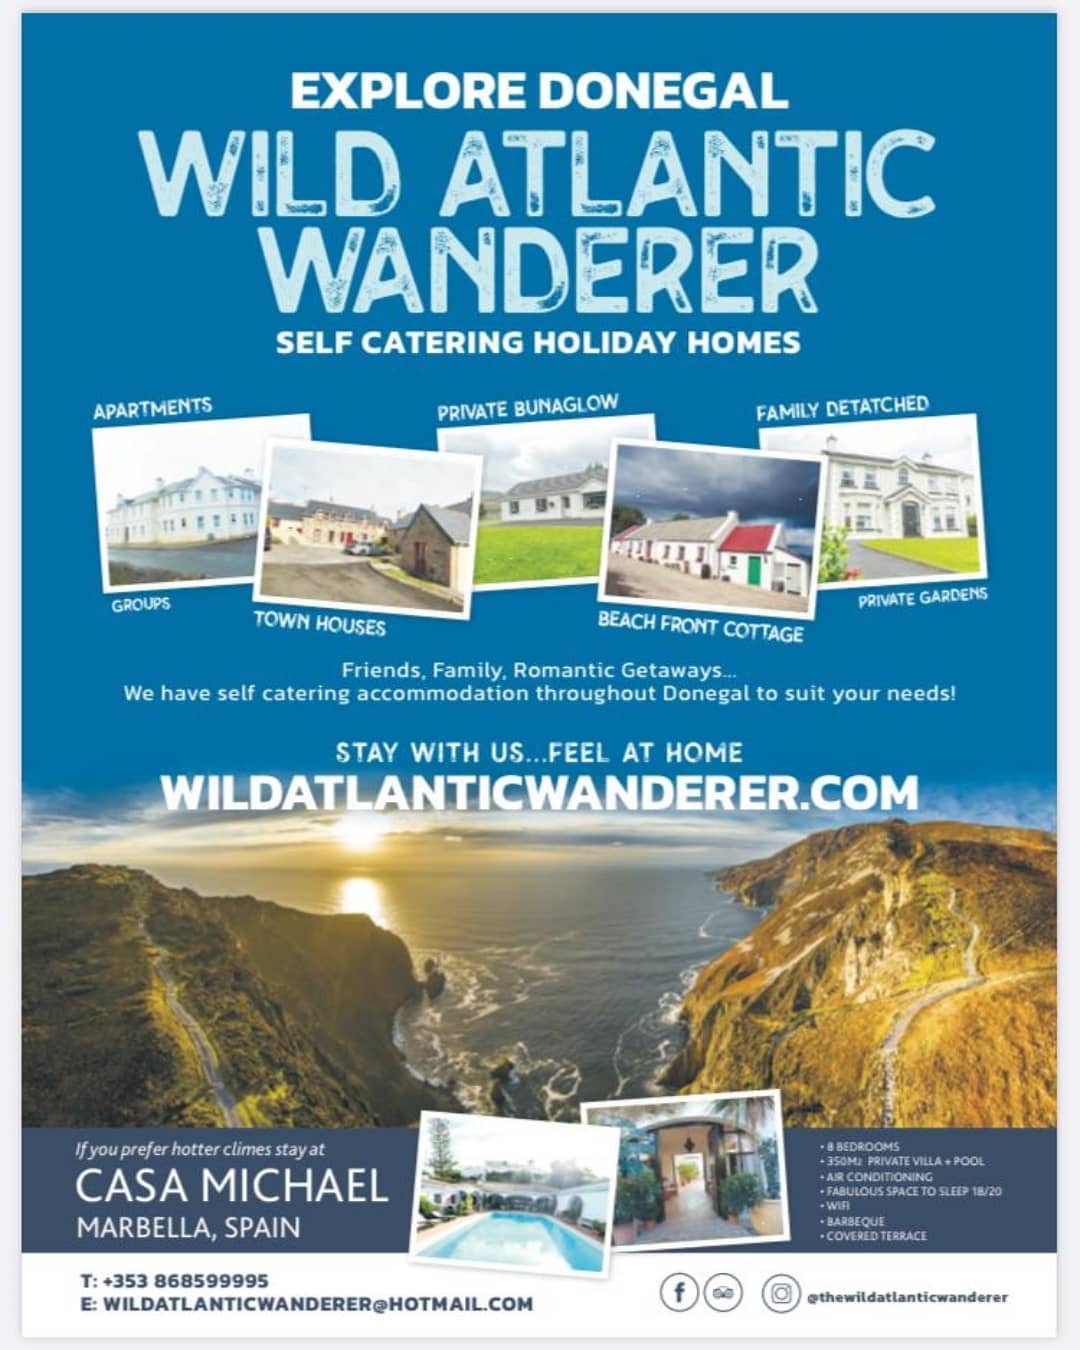 EXPLORE DONEGAL
WILD ATLANTIC
WANDERER
SELF CATERING HOLIDAY HOMES
APARTMENTS
PRIVATE BUNAGLOW
FAMILY DETATCHED
GROUPS
TOWN HOUSES
BEACH FRONT COTTAGE
PRIVATE GARDENS
Friends, Family, Romantic Getaways...
We have self catering accommodation throughout Donegal to suit your needs!
STAY WITH US...FEEL AT HOME
WILDATLANTICWANDERER.COM
If you prefer hotter climes stay at
CASA MICHAEL
MARBELLA, SPAIN
• 8 BEDROOMS
• 350M2 PRIVATE VILLA + POOL
• AIR CONDITIONING
• FABULOUS SPACE TO SLEEP 18/20
• WIFI
• BARBEQUE
• COVERED TERRACE
T: +353 868599995
E: WILDATLANTICWANDERER@HOTMAIL.COM
@thewildatlanticwanderer